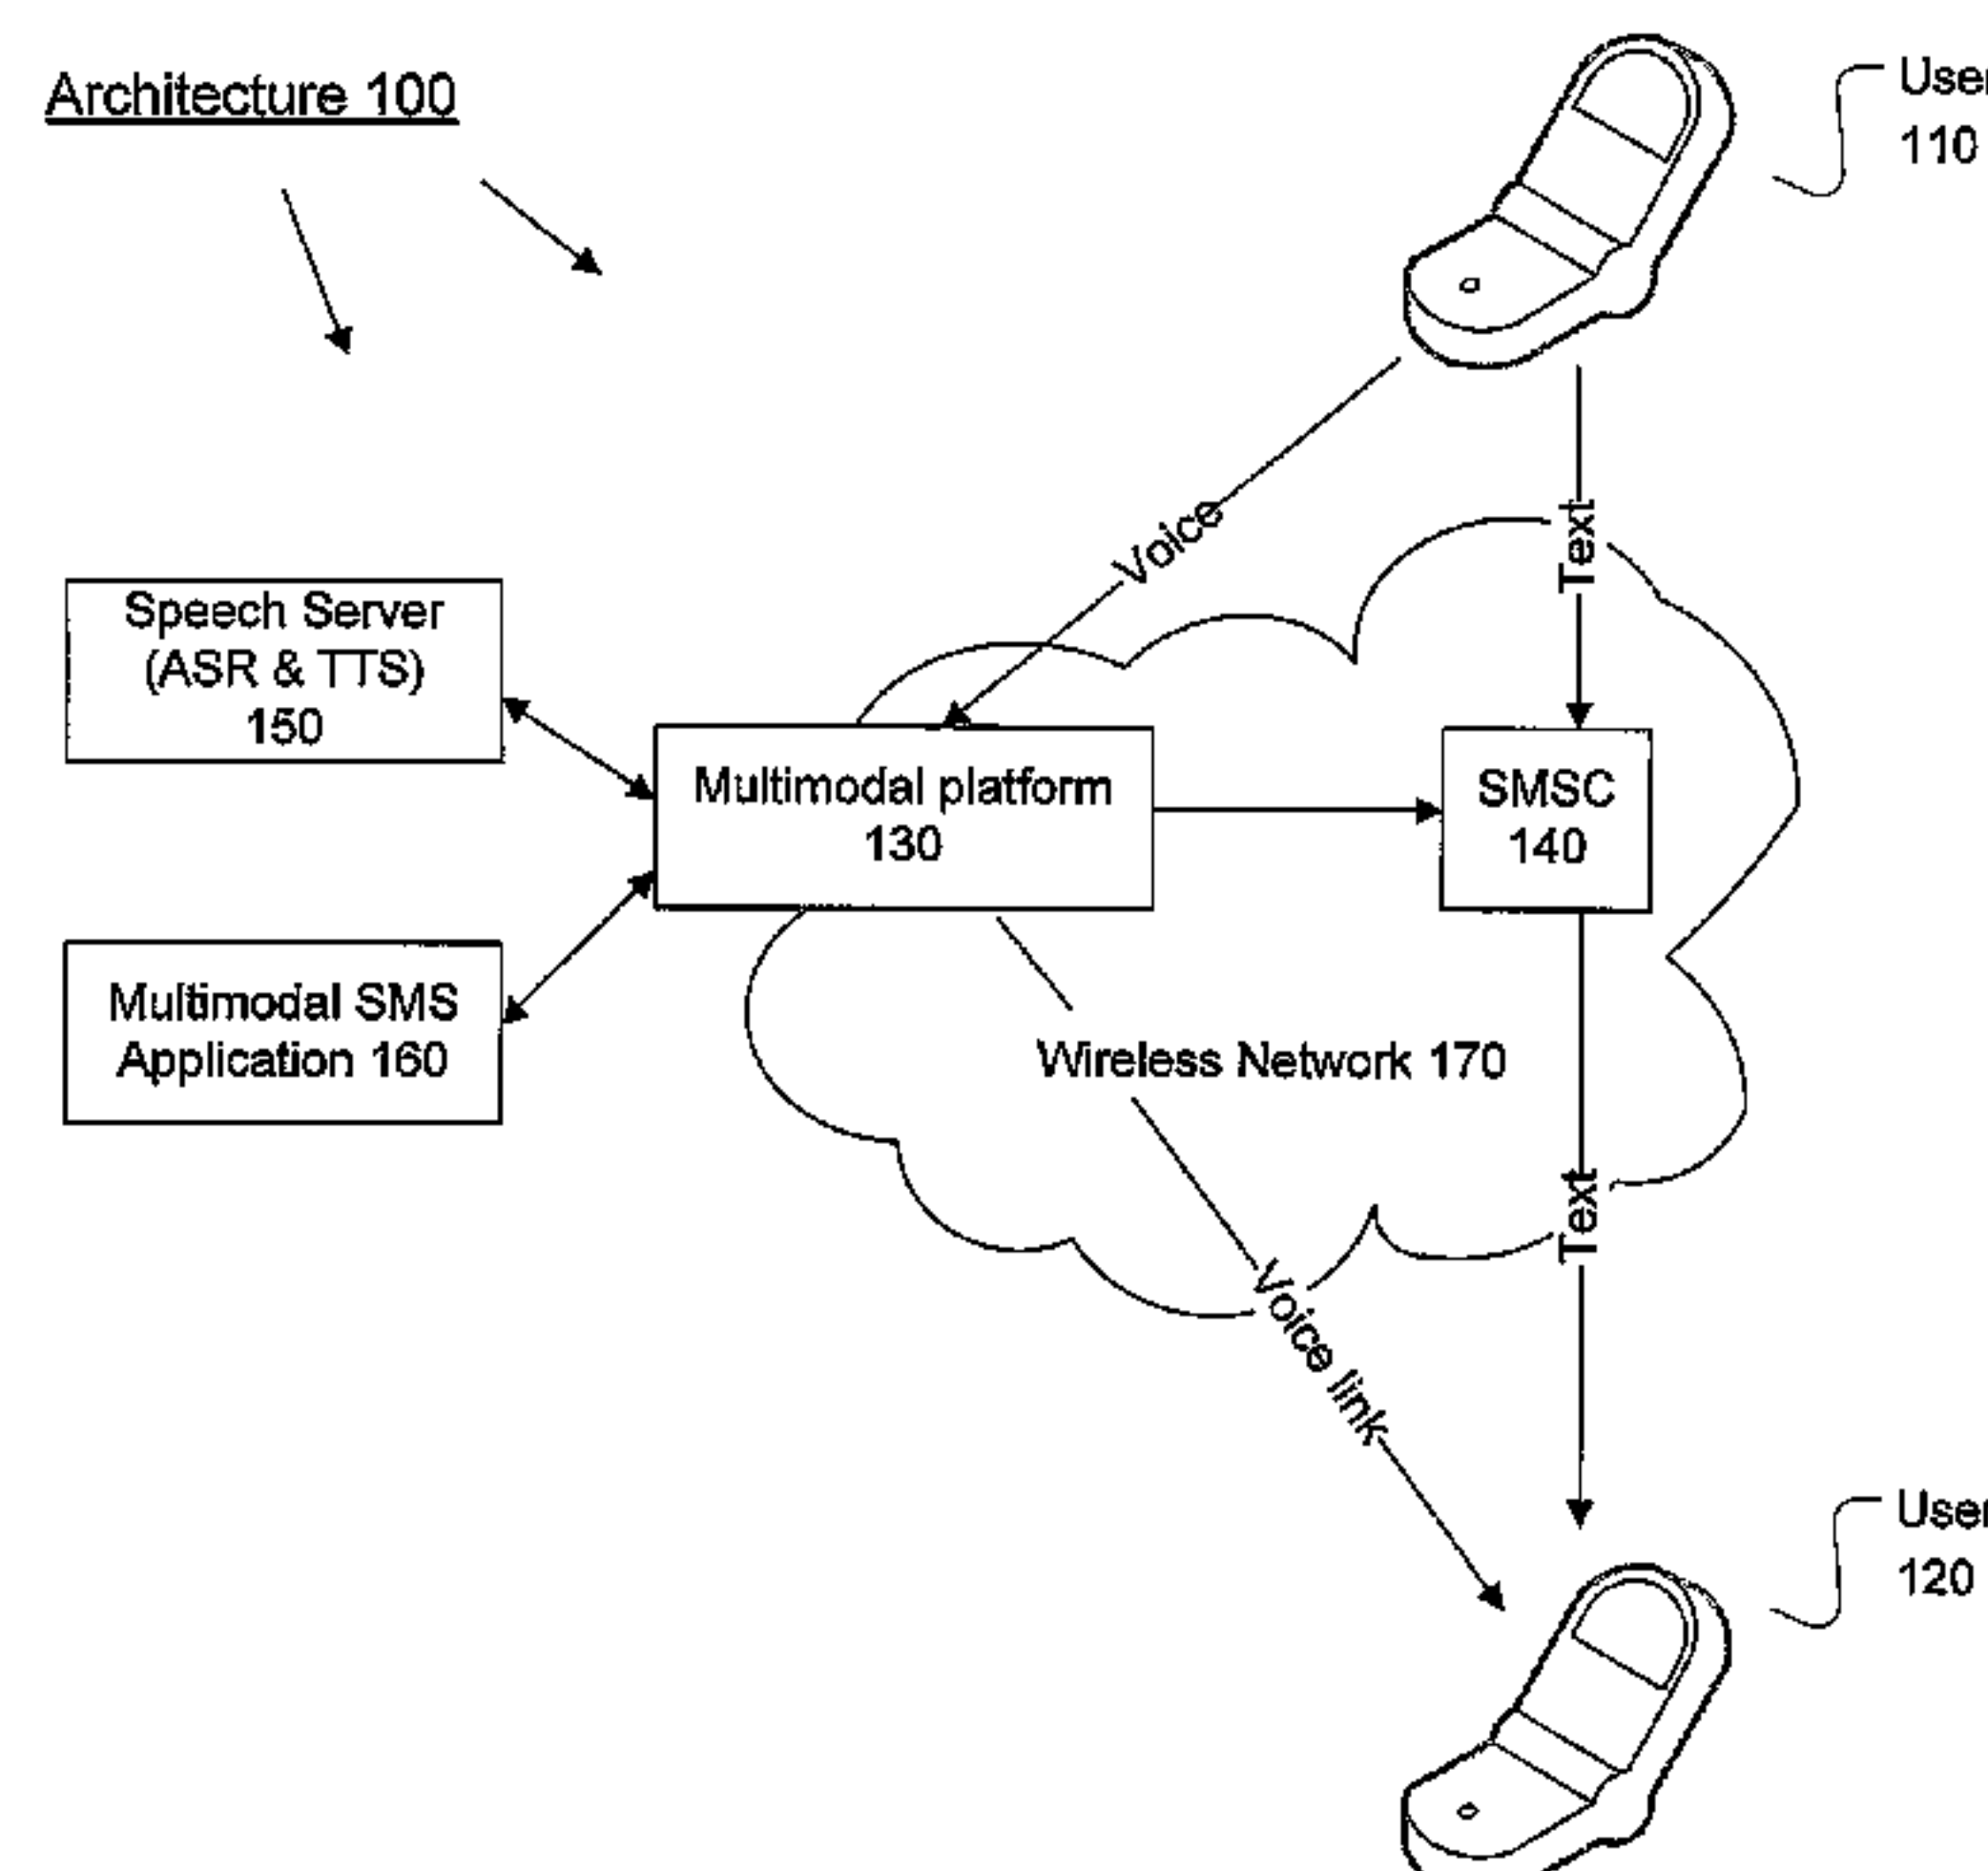 Architecture 100
User
110
Voice
Text
Speech Server
(ASR & TTS)
150
Multimodal platform
130
SMSC
140
Multimodal SMS
Application 160
Wireless Network 170
Text
Voice link
User
120